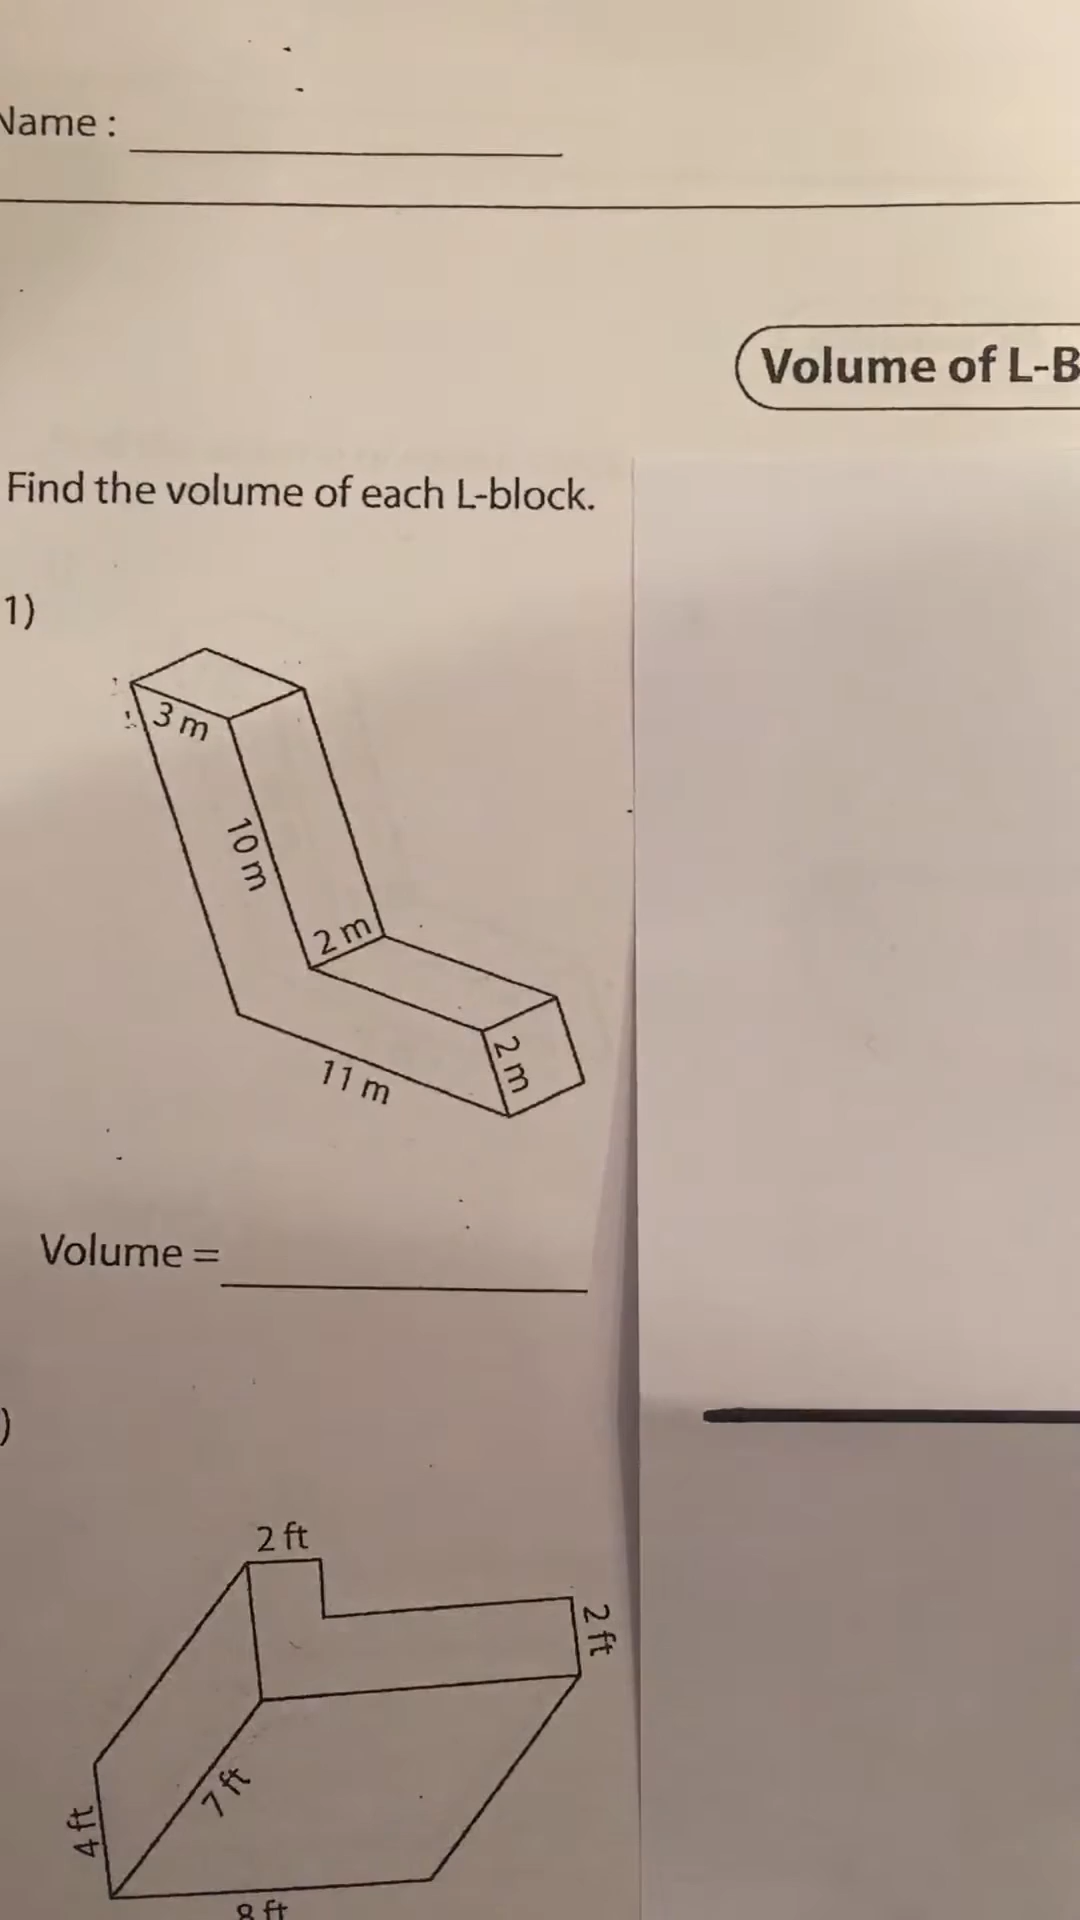 Name :
Volume of L-B
Find the volume of each L-block.
1)
3 m
10 m
2 m
2 m
11 m
Volume =
)
2 ft
2 ft
7 ft
4 ft
8 ft